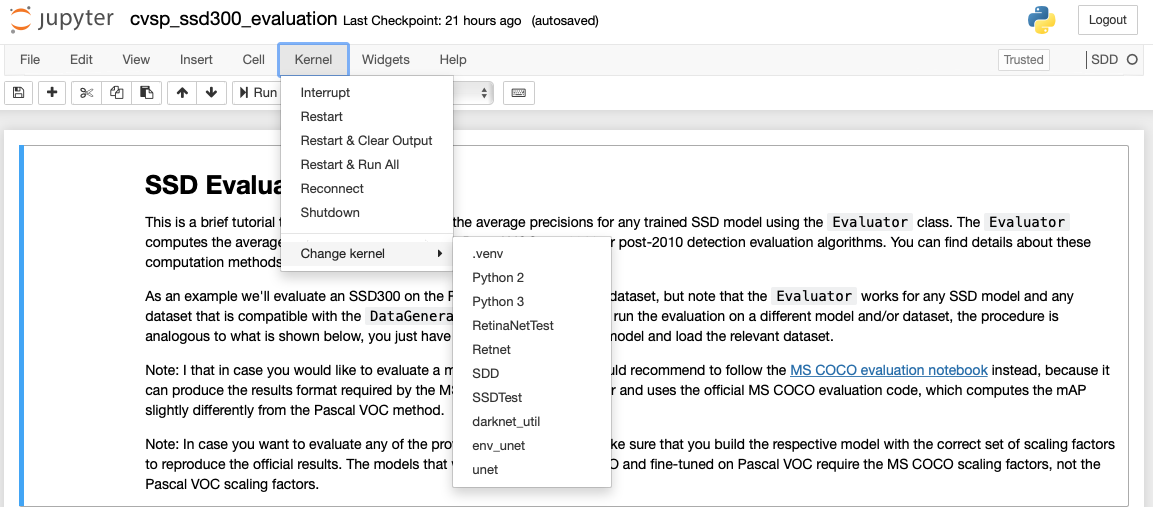 jupyter cvsp_ssd300_evaluation Last Checkpoint: 21 hours ago (autosaved) Logout
File Edit View Insert Cell Kernel Widgets Help Trusted SDD
Run
Interrupt
Restart
Restart & Clear Output
Restart & Run All
Reconnect
Shutdown
Change kernel
.venv
Python 2
Python 3
RetinaNetTest
Retnet
SDD
SSDTest
darknet_util
env_unet
unet
SSD Evalua
This is a brief tutorial the average precisions for any trained SSD model using the Evaluator class. The Evaluator
computes the average r post-2010 detection evaluation algorithms. You can find details about these
computation methods
As an example we'll evaluate an SSD300 on the P dataset, but note that the Evaluator works for any SSD model and any
dataset that is compatible with the DataGenera run the evaluation on a different model and/or dataset, the procedure is
analogous to what is shown below, you just have model and load the relevant dataset.
Note: I that in case you would like to evaluate a m uld recommend to follow the MS COCO evaluation notebook instead, because it
can produce the results format required by the MS r and uses the official MS COCO evaluation code, which computes the mAP
slightly differently from the Pascal VOC method.
Note: In case you want to evaluate any of the pro ke sure that you build the respective model with the correct set of scaling factors
to reproduce the official results. The models that w O and fine-tuned on Pascal VOC require the MS COCO scaling factors, not the
Pascal VOC scaling factors.